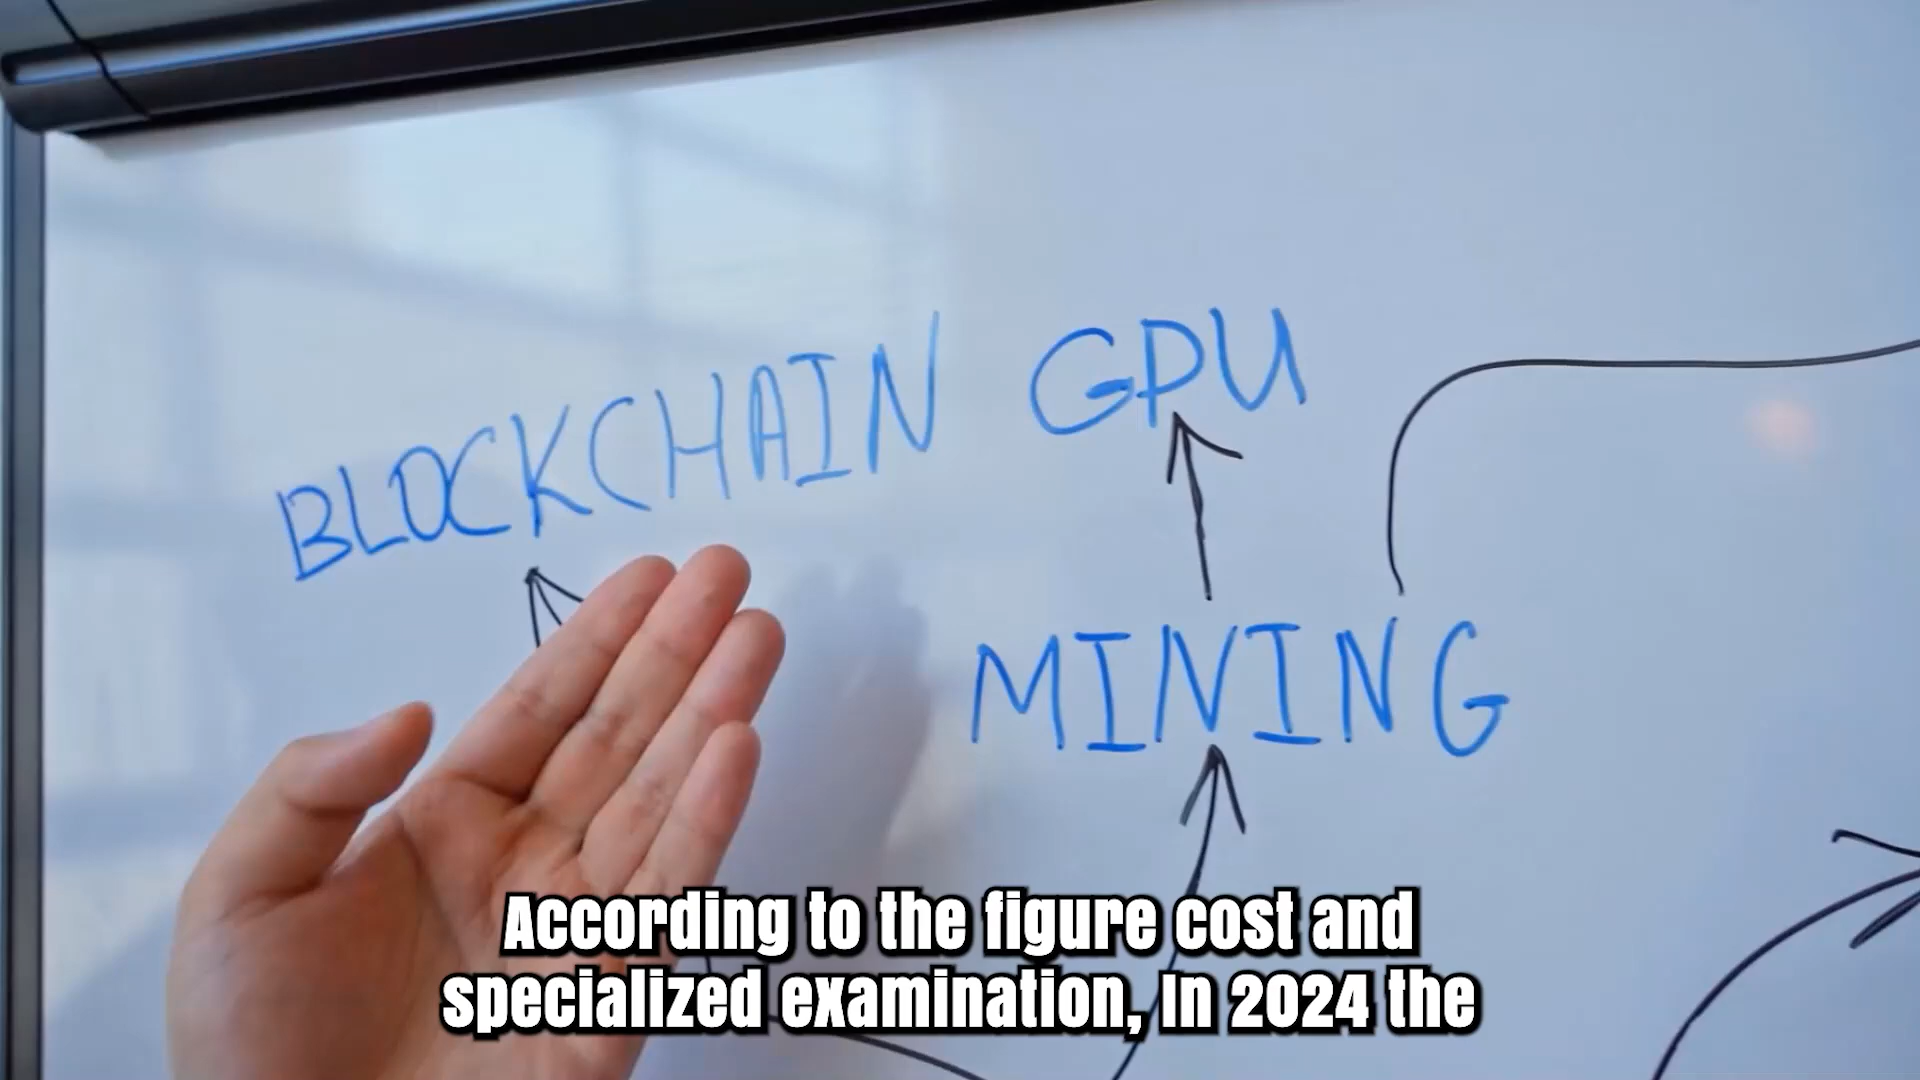 BLOCKCHAIN GPU
MINING
According to the figure cost and
specialized examination, In 2024 the